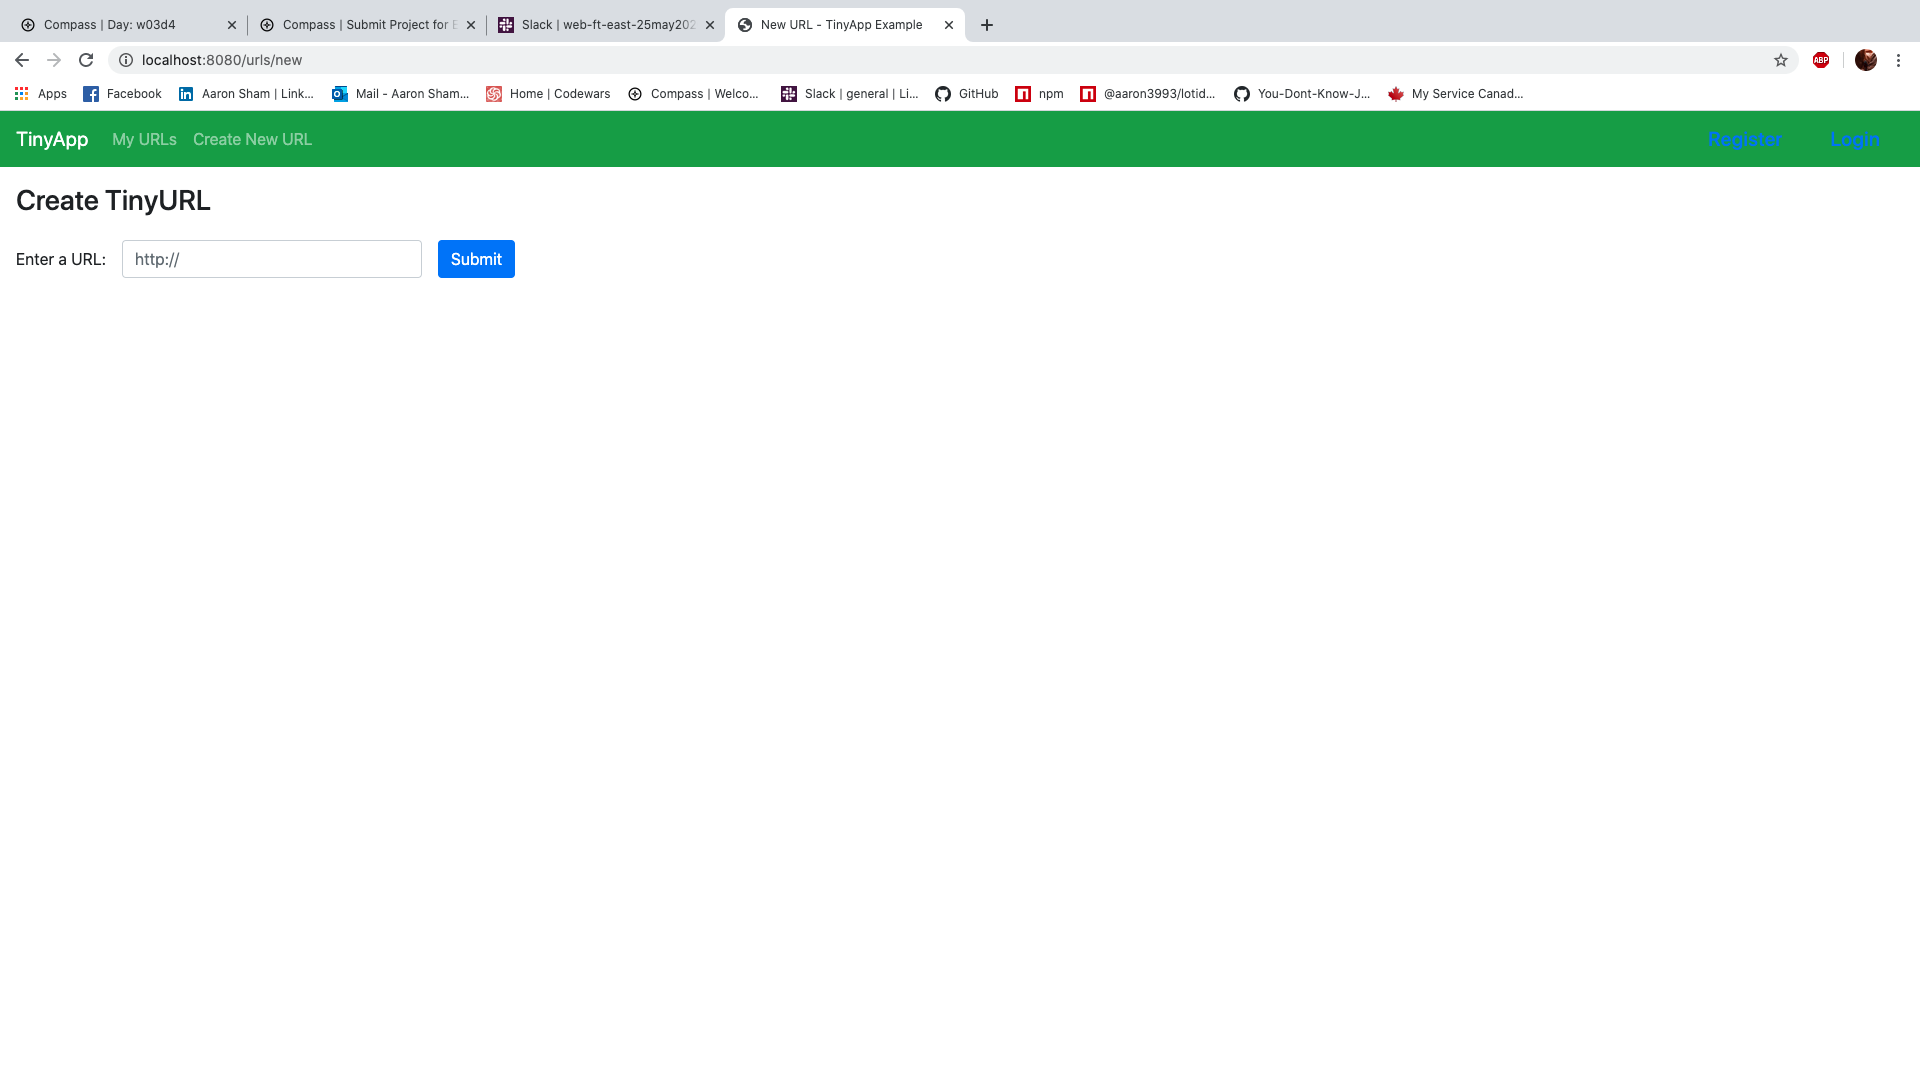 Compass | Day: w03d4
Compass | Submit Project for E
Slack | web-ft-east-25may202
New URL - TinyApp Example
localhost:8080/urls/new
ABP
Apps
Facebook
Aaron Sham | Link...
Mail - Aaron Sham...
Home | Codewars
Compass | Welco...
Slack | general | Li...
GitHub
npm
@aaron3993/lotid...
You-Dont-Know-J...
My Service Canad...
TinyApp
My URLs
Create New URL
Register
Login
Create TinyURL
Enter a URL:
http://
Submit